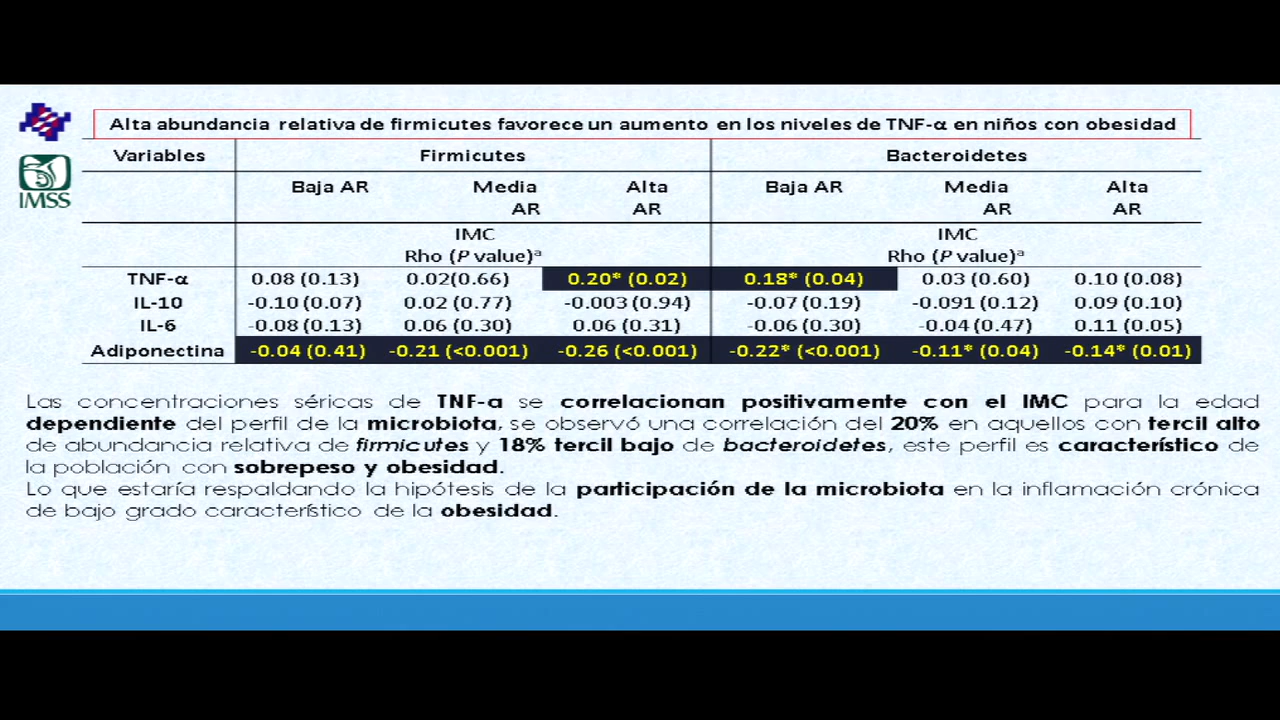 Alta abundancia relativa de firmicutes favorece un aumento en los niveles de TNF-α en niños con obesidad
IMSS
Variables Firmicutes Bacteroidetes
Baja AR Media AR Alta AR Baja AR Media AR Alta AR
IMC IMC
Rho (P value)ª Rho (P value)ª
TNF-α 0.08 (0.13) 0.02(0.66) 0.20* (0.02) 0.18* (0.04) 0.03 (0.60) 0.10 (0.08)
IL-10 -0.10 (0.07) 0.02 (0.77) -0.003 (0.94) -0.07 (0.19) -0.091 (0.12) 0.09 (0.10)
IL-6 -0.08 (0.13) 0.06 (0.30) 0.06 (0.31) -0.06 (0.30) -0.04 (0.47) 0.11 (0.05)
Adiponectina -0.04 (0.41) -0.21 (<0.001) -0.26 (<0.001) -0.22* (<0.001) -0.11* (0.04) -0.14* (0.01)
Las concentraciones séricas de TNF-a se correlacionan positivamente con el IMC para la edad
dependiente del perfil de la microbiota, se observó una correlación del 20% en aquellos con tercil alto
de abundancia relativa de firmicutes y 18% tercil bajo de bacteroidetes, este perfil es característico de
la población con sobrepeso y obesidad.
Lo que estaría respaldando la hipótesis de la participación de la microbiota en la inflamación crónica
de bajo grado característico de la obesidad.